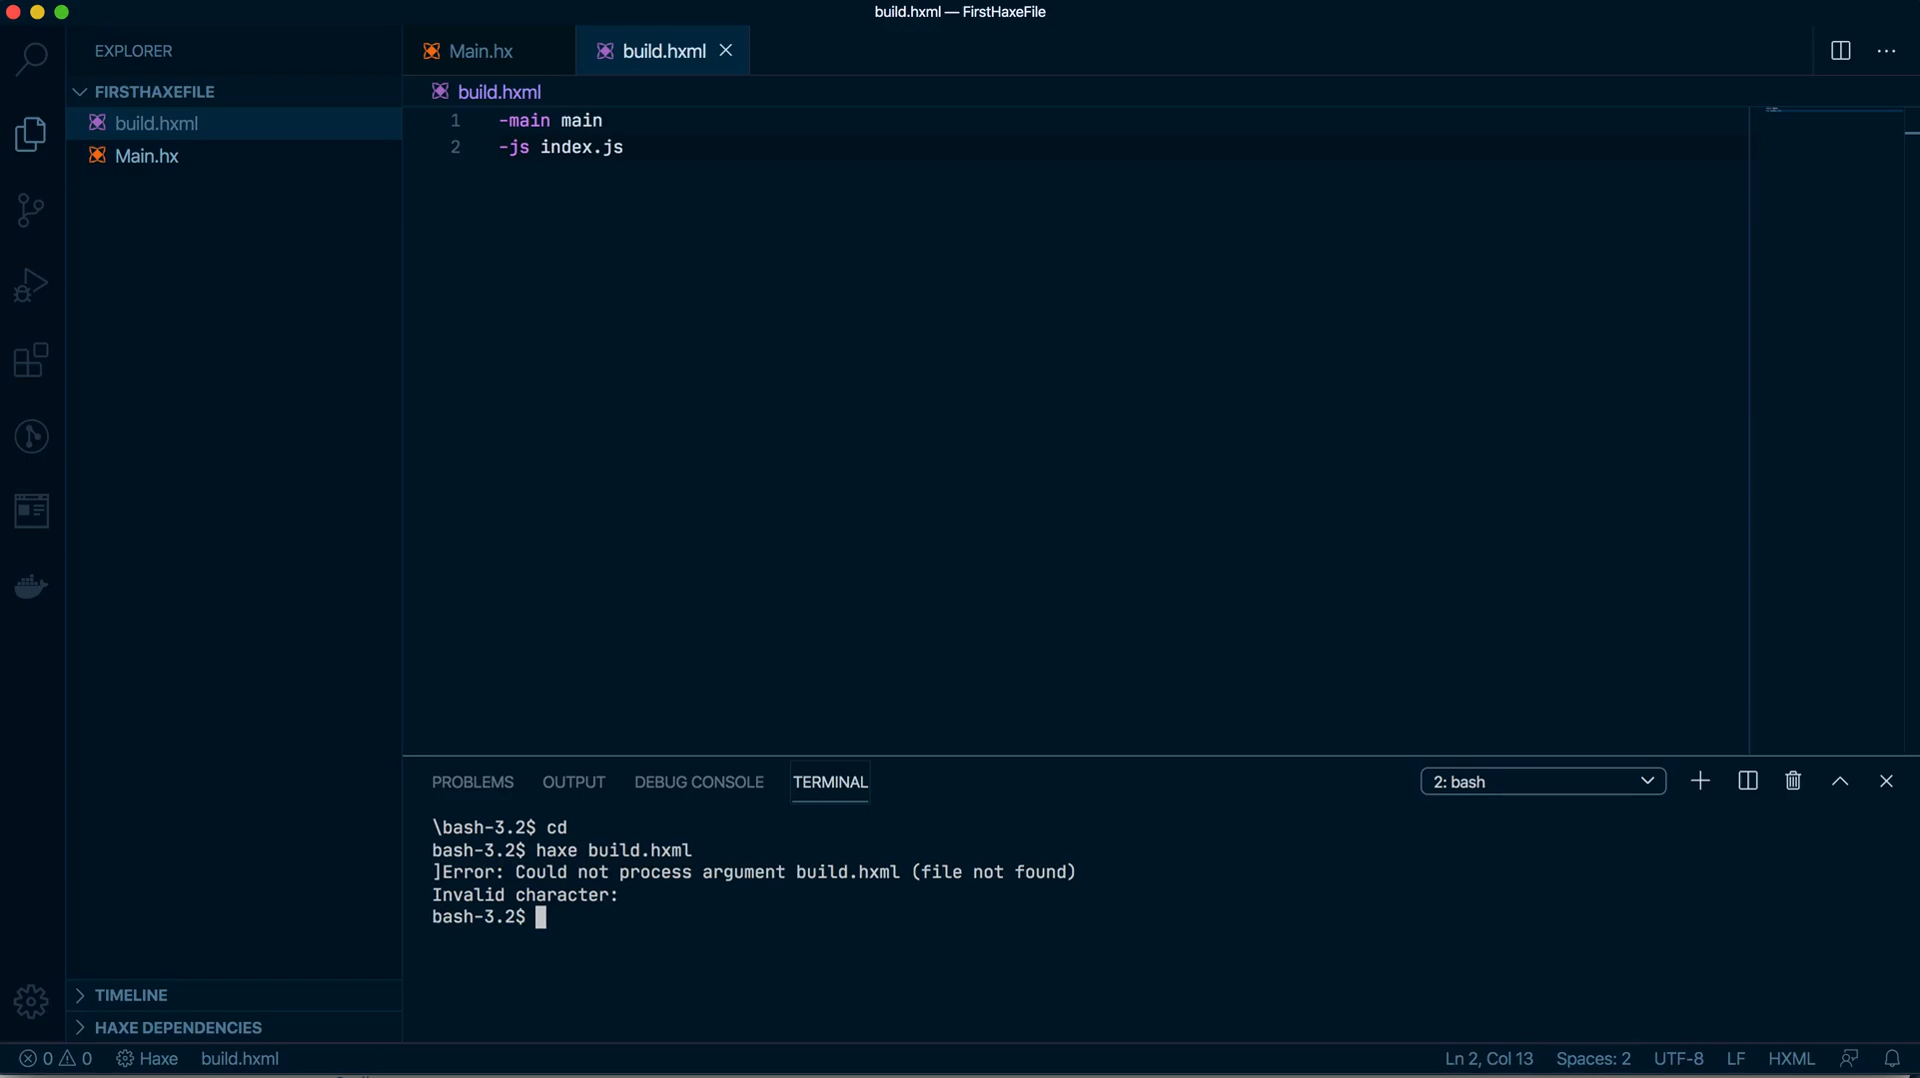 build.hxml — FirstHaxeFile
EXPLORER
FIRSTHAXEFILE
build.hxml
Main.hx
Main.hx
build.hxml
build.hxml
1 -main main
2 -js index.js
PROBLEMS OUTPUT DEBUG CONSOLE TERMINAL
2: bash
\bash-3.2$ cd
bash-3.2$ haxe build.hxml
]Error: Could not process argument build.hxml (file not found)
Invalid character:
bash-3.2$
TIMELINE
HAXE DEPENDENCIES
0 0 Haxe build.hxml Ln 2, Col 13 Spaces: 2 UTF-8 LF HXML